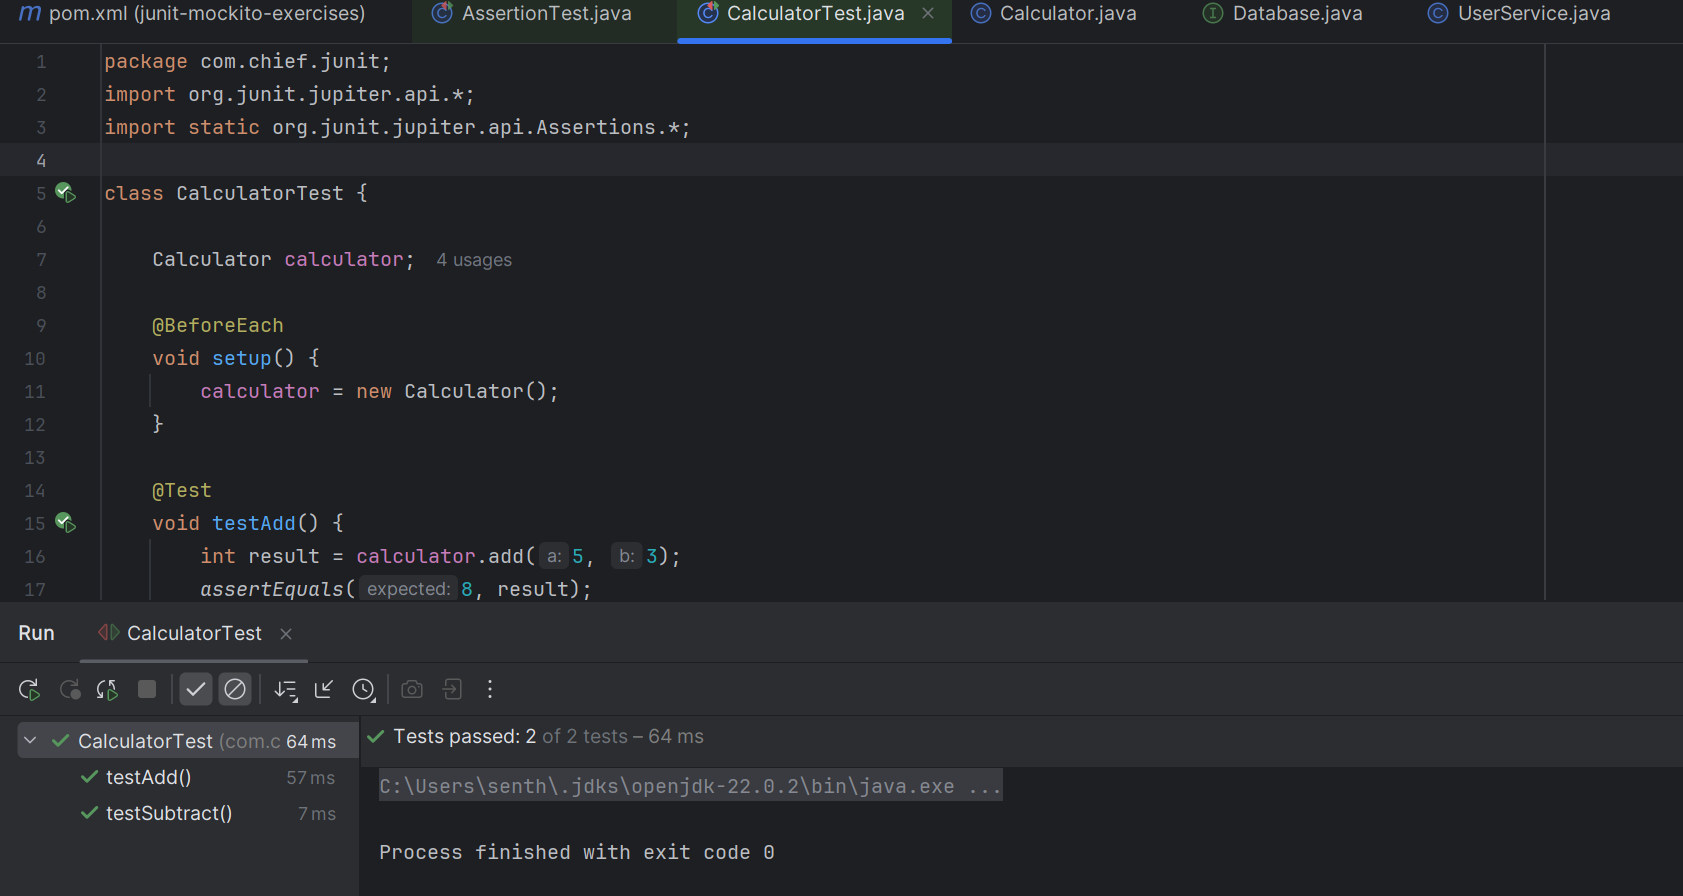 m pom.xml (junit-mockito-exercises) AssertionTest.java CalculatorTest.java Calculator.java Database.java UserService.java
1 package com.chief.junit;
2 import org.junit.jupiter.api.*;
3 import static org.junit.jupiter.api.Assertions.*;
4
5 class CalculatorTest {
6
7 Calculator calculator; 4 usages
8
9 @BeforeEach
10 void setup() {
11 calculator = new Calculator();
12 }
13
14 @Test
15 void testAdd() {
16 int result = calculator.add( a: 5, b: 3);
17 assertEquals( expected: 8, result);
Run CalculatorTest
CalculatorTest (com.c 64 ms
testAdd() 57 ms
testSubtract() 7 ms
Tests passed: 2 of 2 tests – 64 ms
C:\Users\senth\.jdks\openjdk-22.0.2\bin\java.exe ...
Process finished with exit code 0